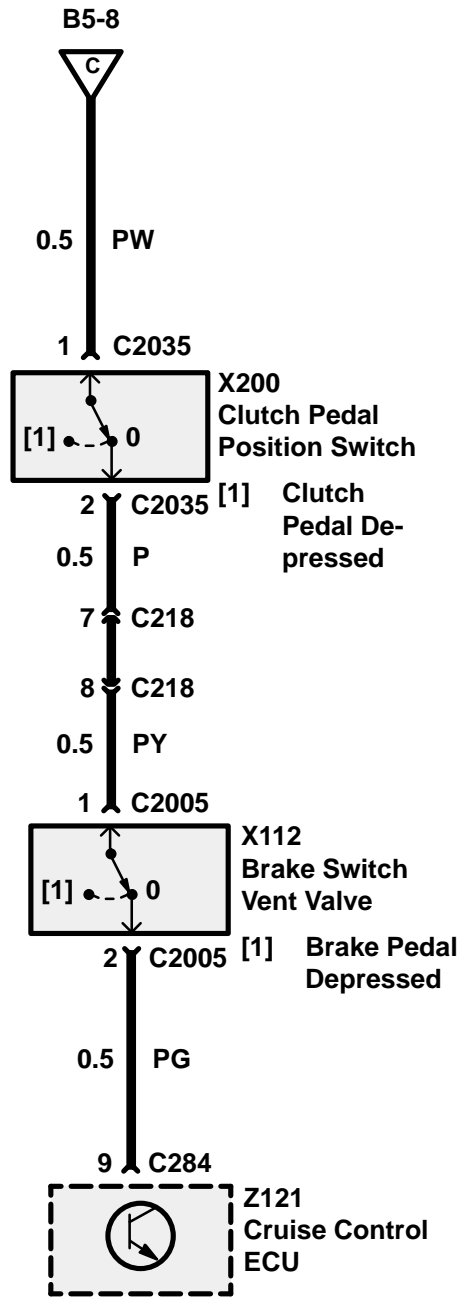 B5-8
C
0.5 PW
1 C2035
X200
Clutch Pedal
Position Switch
[1] 0
2 C2035
[1] Clutch
Pedal De-
pressed
0.5 P
7 C218
8 C218
0.5 PY
1 C2005
X112
Brake Switch
Vent Valve
[1] 0
2 C2005
[1] Brake Pedal
Depressed
0.5 PG
9 C284
Z121
Cruise Control
ECU